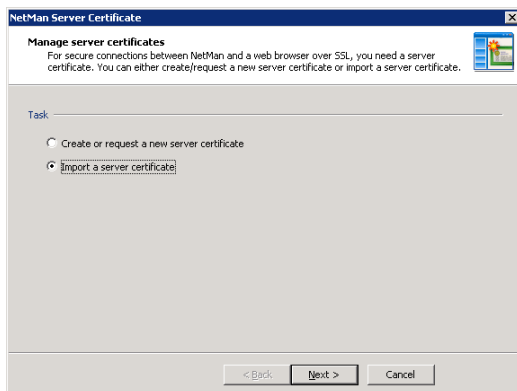 NetMan Server Certificate
Manage server certificates
For secure connections between NetMan and a web browser over SSL, you need a server
certificate. You can either create/request a new server certificate or import a server certificate.
Task
Create or request a new server certificate
Import a server certificate
< Back
Next >
Cancel